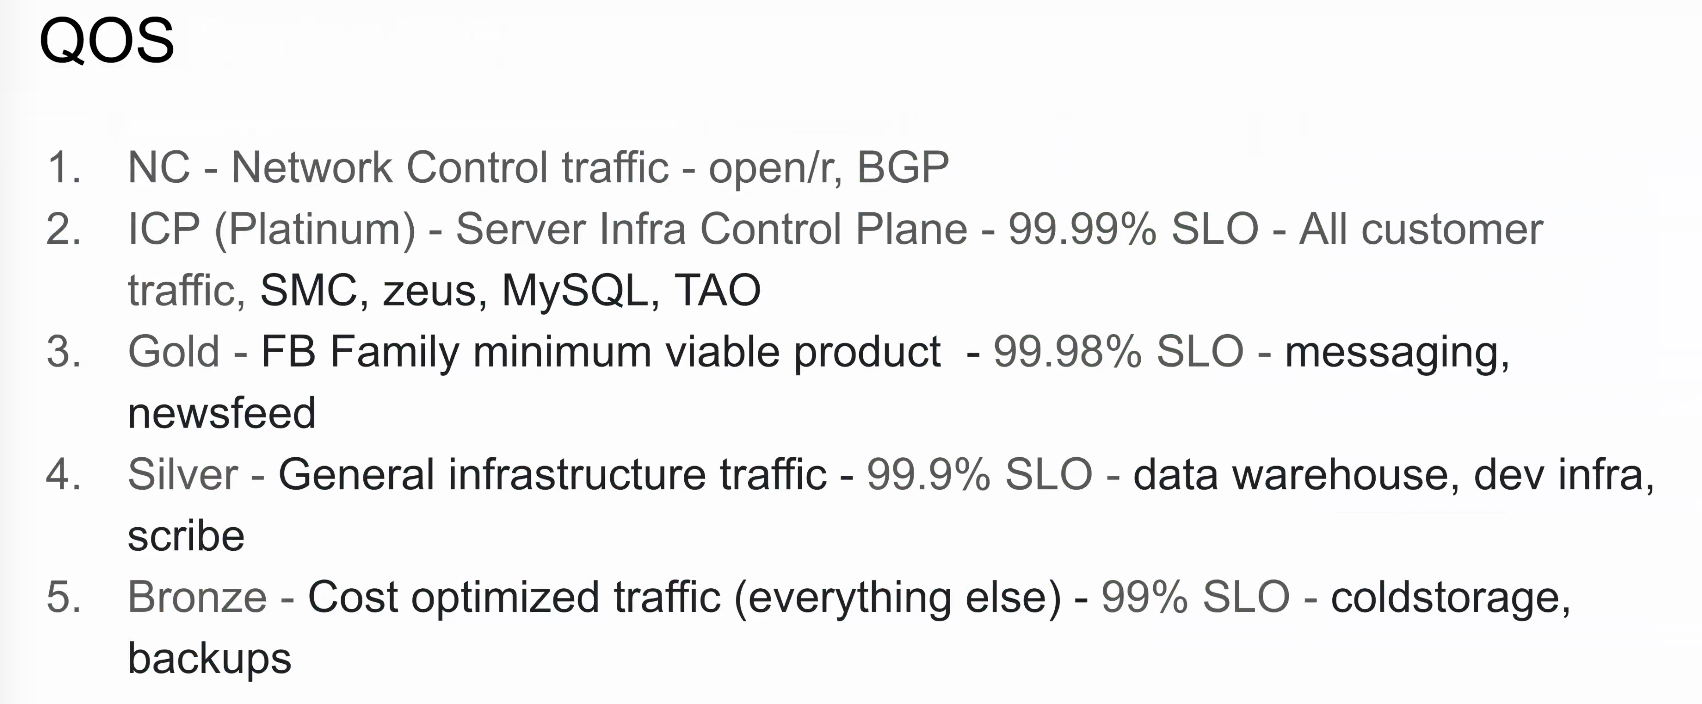 QOS
1. NC - Network Control traffic - open/r, BGP
2. ICP (Platinum) - Server Infra Control Plane - 99.99% SLO - All customer
traffic, SMC, zeus, MySQL, TAO
3. Gold - FB Family minimum viable product  - 99.98% SLO - messaging,
newsfeed
4. Silver - General infrastructure traffic - 99.9% SLO - data warehouse, dev infra,
scribe
5. Bronze - Cost optimized traffic (everything else) - 99% SLO - coldstorage,
backups